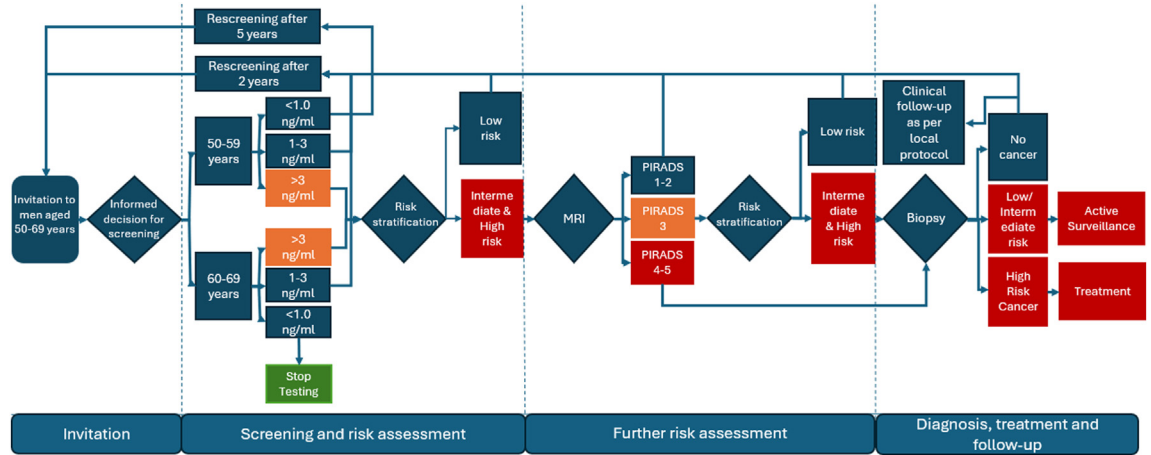 Rescreening after
5 years
Rescreening after
2 years
Invitation to
men aged
50-69 years
Informed
decision for
screening
50-59
years
<1.0
ng/ml
1-3
ng/ml
>3
ng/ml
60-69
years
>3
ng/ml
1-3
ng/ml
<1.0
ng/ml
Stop
Testing
Risk
stratification
Low
risk
Interme
diate &
High
risk
MRI
PIRADS
1-2
PIRADS
3
PIRADS
4-5
Risk
stratification
Low risk
Interme
diate &
High risk
Biopsy
Clinical
follow-up
as per
local
protocol
No
cancer
Low/
Interm
ediate
risk
High
Risk
Cancer
Active
Surveillance
Treatment
Invitation
Screening and risk assessment
Further risk assessment
Diagnosis, treatment and
follow-up